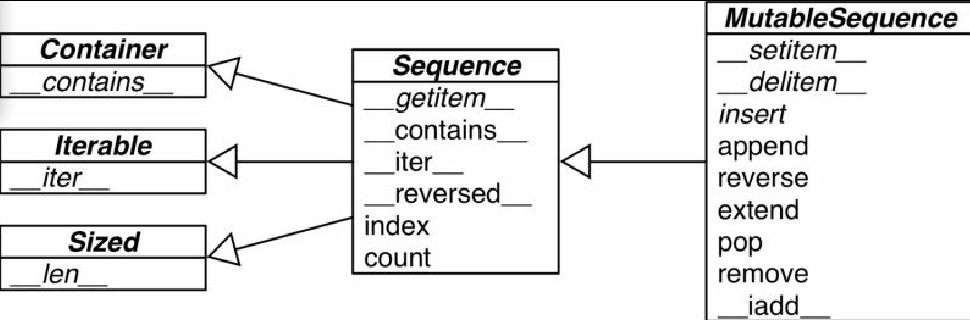 Container
__contains__
Iterable
__iter__
Sized
__len__
Sequence
__getitem__
__contains__
__iter__
__reversed__
index
count
MutableSequence
__setitem__
__delitem__
insert
append
reverse
extend
pop
remove
__iadd__